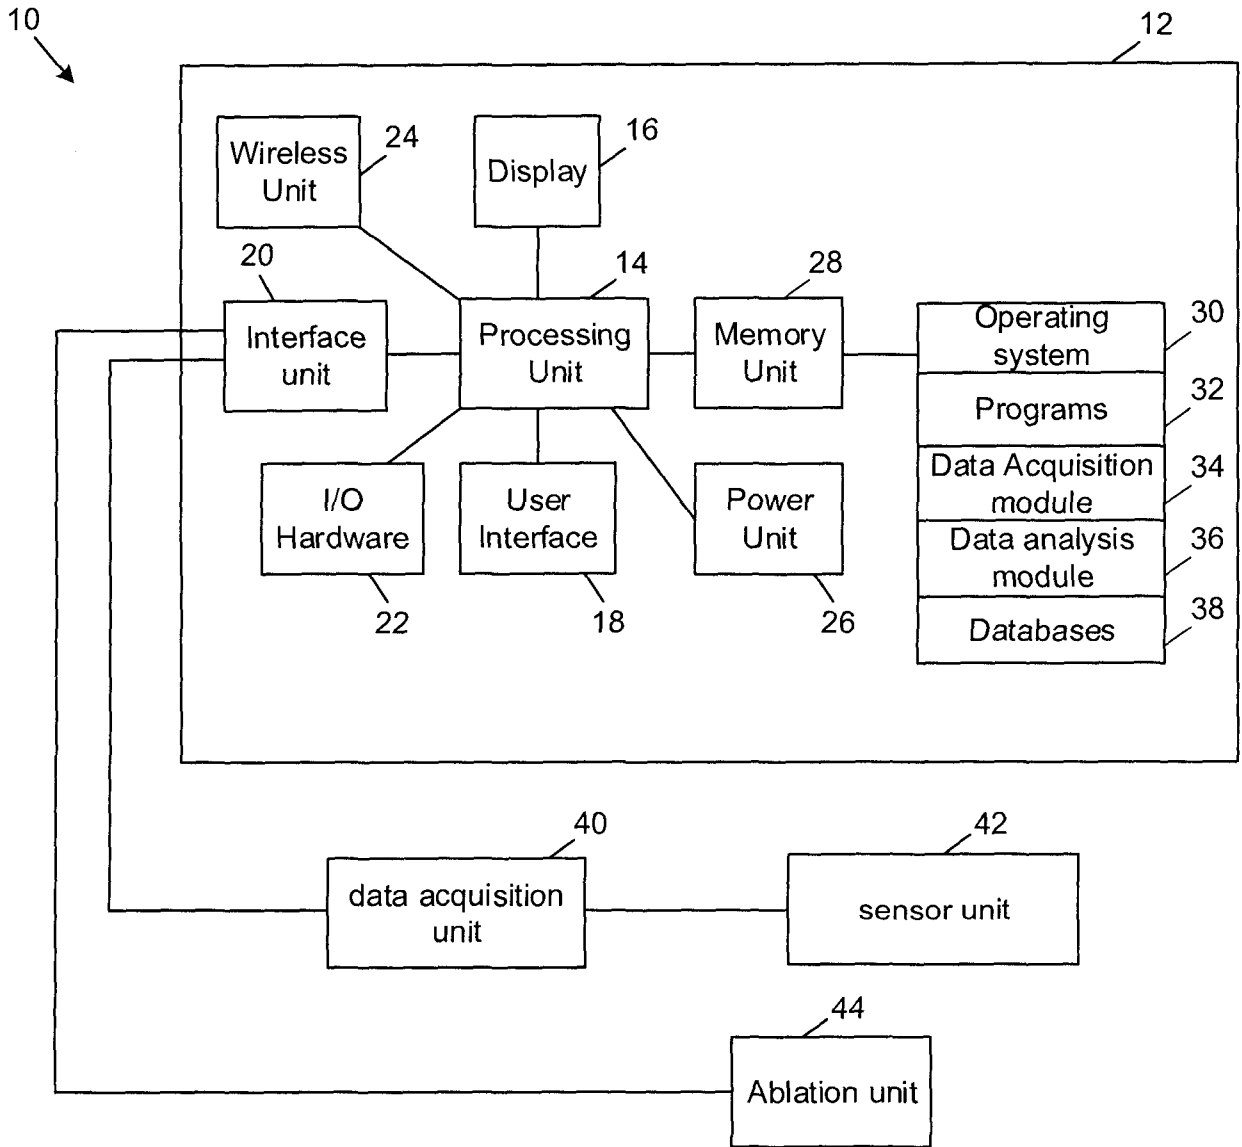 10
12
Wireless
Unit
24
Display
16
20
Interface
unit
14
Processing
Unit
28
Memory
Unit
Operating
system
30
Programs
32
Data Acquisition
module
34
Data analysis
module
36
Databases
38
I/O
Hardware
22
User
Interface
18
Power
Unit
26
40
data acquisition
unit
42
sensor unit
44
Ablation unit